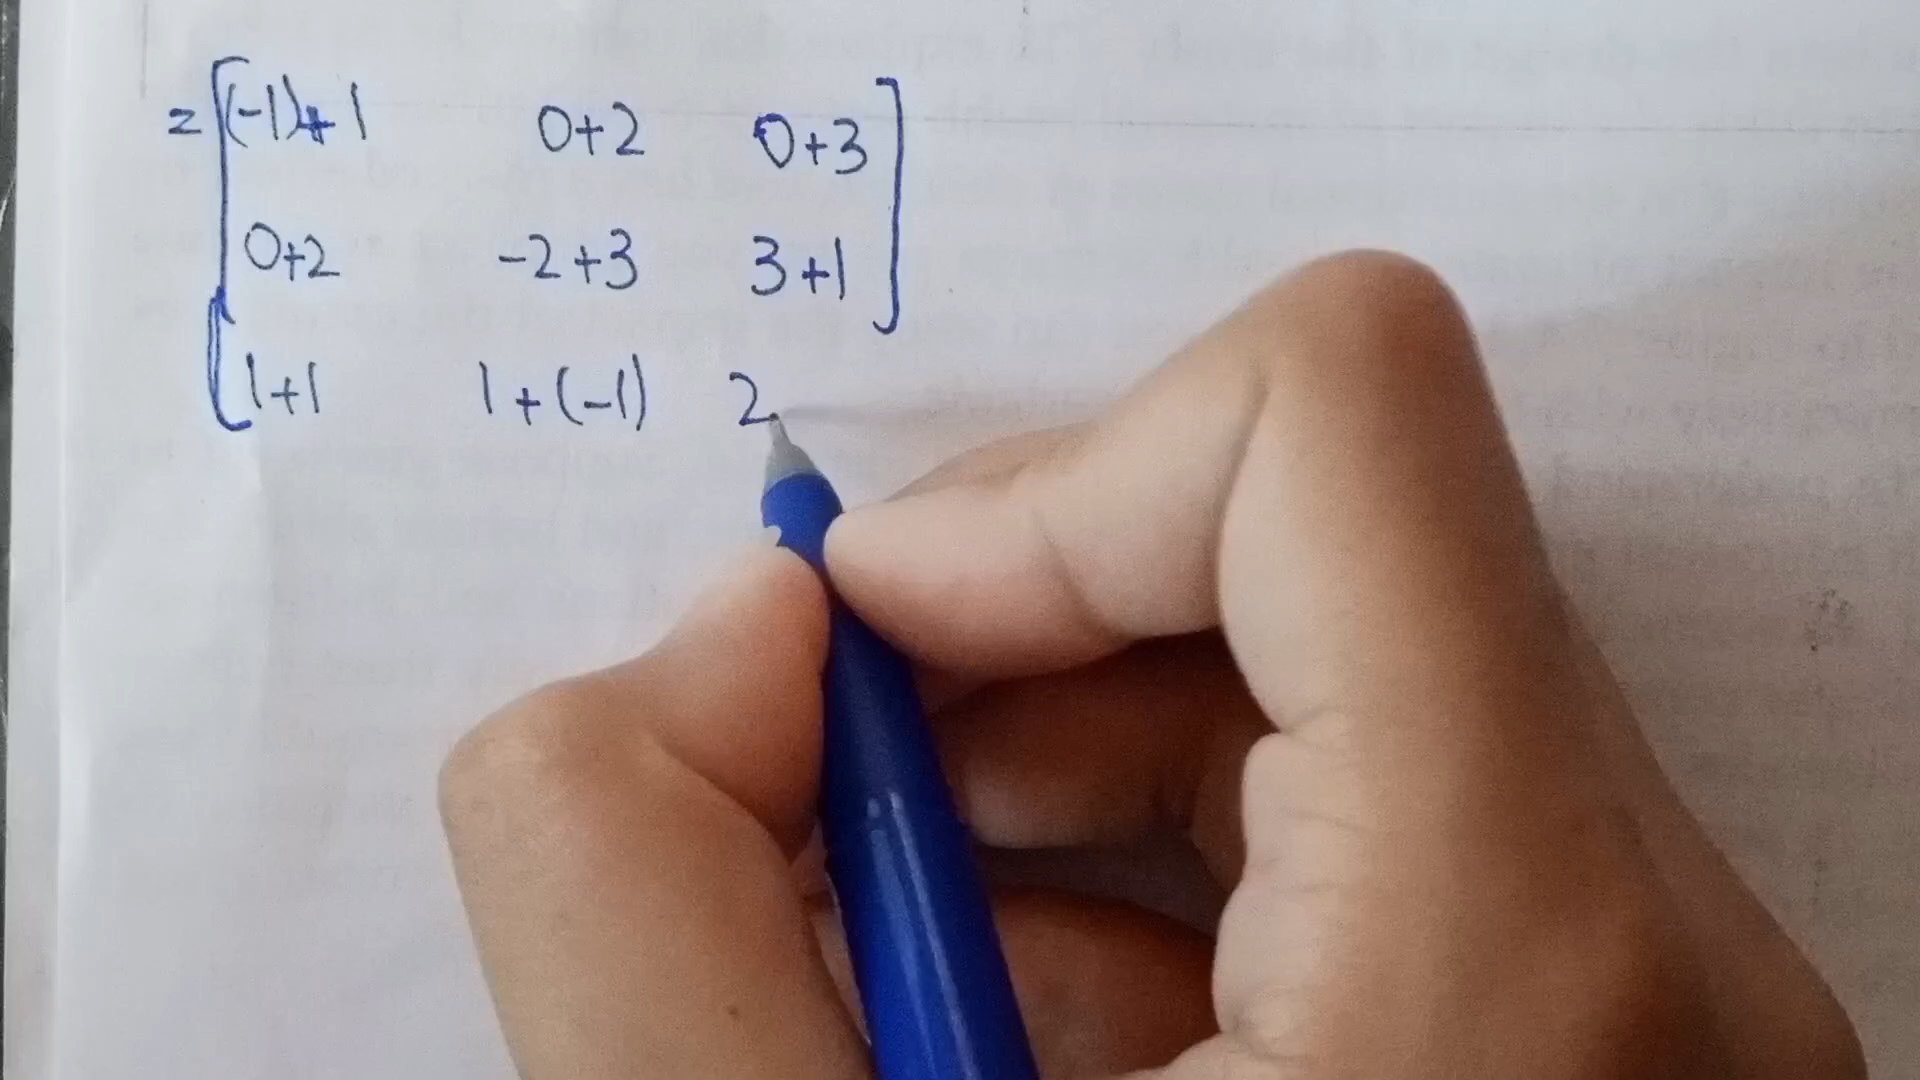 = [(-1)+1 0+2 0+3]
0+2 -2+3 3+1
1+1 1+(-1) 2